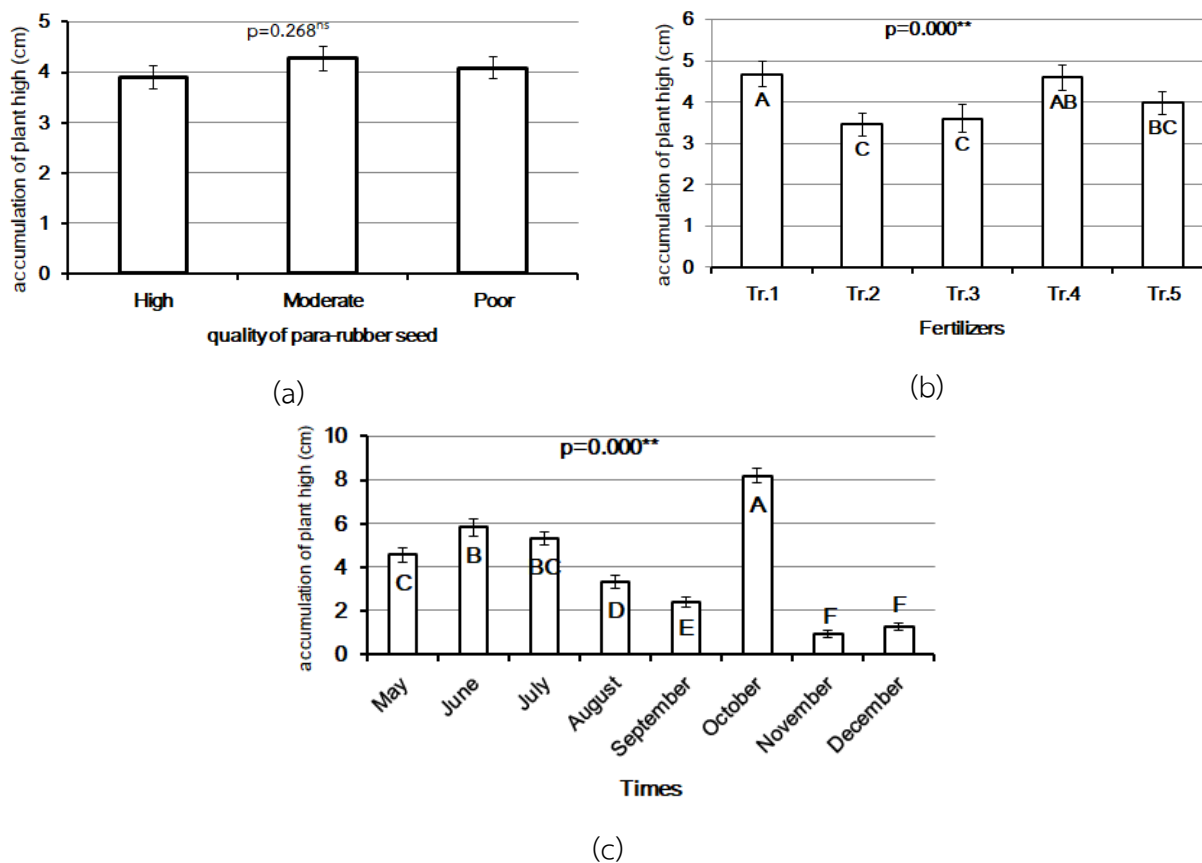 accumulation of plant high (cm)
5
4
3
2
1
0
p=0.268ns
High Moderate Poor
quality of para-rubber seed
(a)
accumulation of plant high (cm)
6
5
4
3
2
1
0
p=0.000**
A C C AB BC
Tr.1 Tr.2 Tr.3 Tr.4 Tr.5
Fertilizers
(b)
accumulation of plant high (cm)
10
8
6
4
2
0
p=0.000**
C B BC D E A F F
May June July August September October November December
Times
(c)